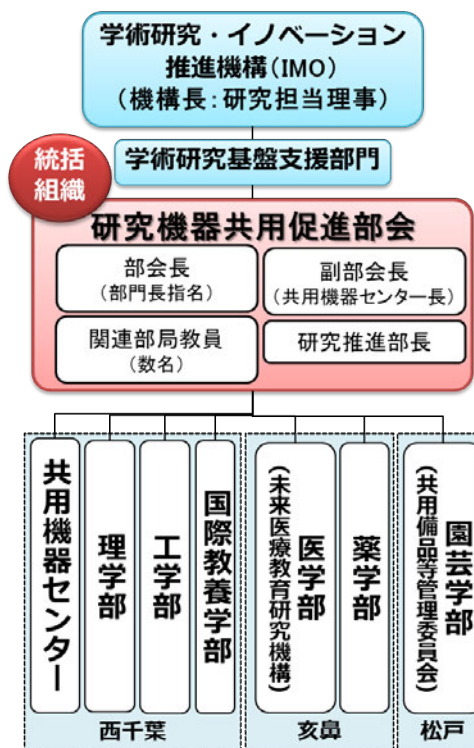 学術研究・イノベーション
推進機構(IMO)
(機構長:研究担当理事)
統括
組織
学術研究基盤支援部門
研究機器共用促進部会
部会長
(部門長指名)
副部会長
(共用機器センター長)
関連部局教員
(数名)
研究推進部長
共用機器センター
理学部
工学部
国際教養学部
医学部
(未来医療教育研究機構)
薬学部
園芸学部
(共用備品等管理委員会)
西千葉
亥鼻
松戸